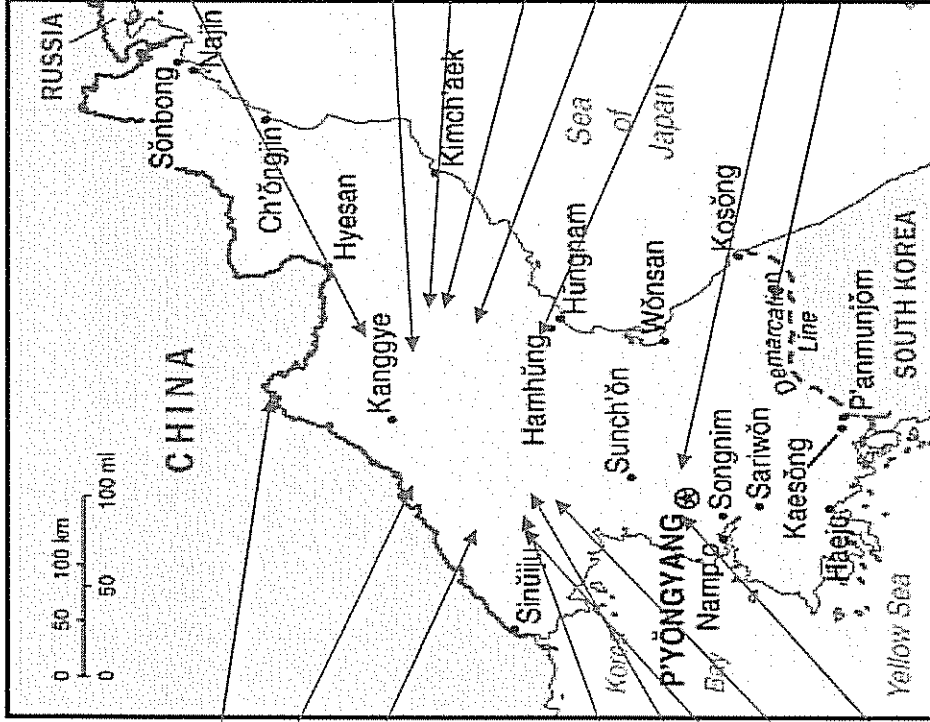 0 50 100 km
0 50 100 mi
RUSSIA
CHINA
Sŏnbong
Najin
Ch'ŏngjin
Hyesan
Kanggye
Kimch'aek
Sinŭiju
Hamhŭng
Hŭngnam
Sea
of
Japan
Sunch'ŏn
Wŏnsan
Korea
Bay
P'YŎNGYANG
Namp'o
Songnim
Sariwŏn
Kosŏng
Demarcation
Line
Kaesŏng
P'anmunjŏm
Haeju
Yellow Sea
SOUTH KOREA